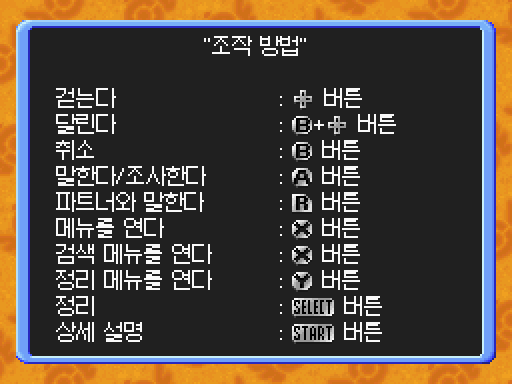 "조작 방법"
걷는다 : ✚ 버튼
달린다 : B+✚ 버튼
취소 : B 버튼
말한다/조사한다 : A 버튼
파트너와 말한다 : R 버튼
메뉴를 연다 : X 버튼
검색 메뉴를 연다 : X 버튼
정리 메뉴를 연다 : Y 버튼
정리 : SELECT 버튼
상세 설명 : START 버튼